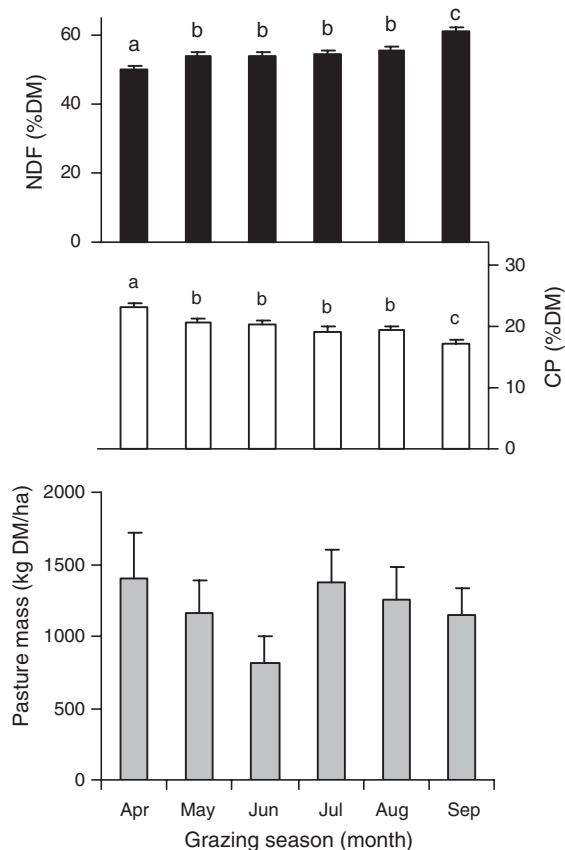 60
40
20
0
NDF (%DM)
a
b
b
b
b
c
30
20
10
0
CP (%DM)
a
b
b
b
b
c
2000
1500
1000
500
0
Pasture mass (kg DM/ha)
Apr May Jun Jul Aug Sep
Grazing season (month)